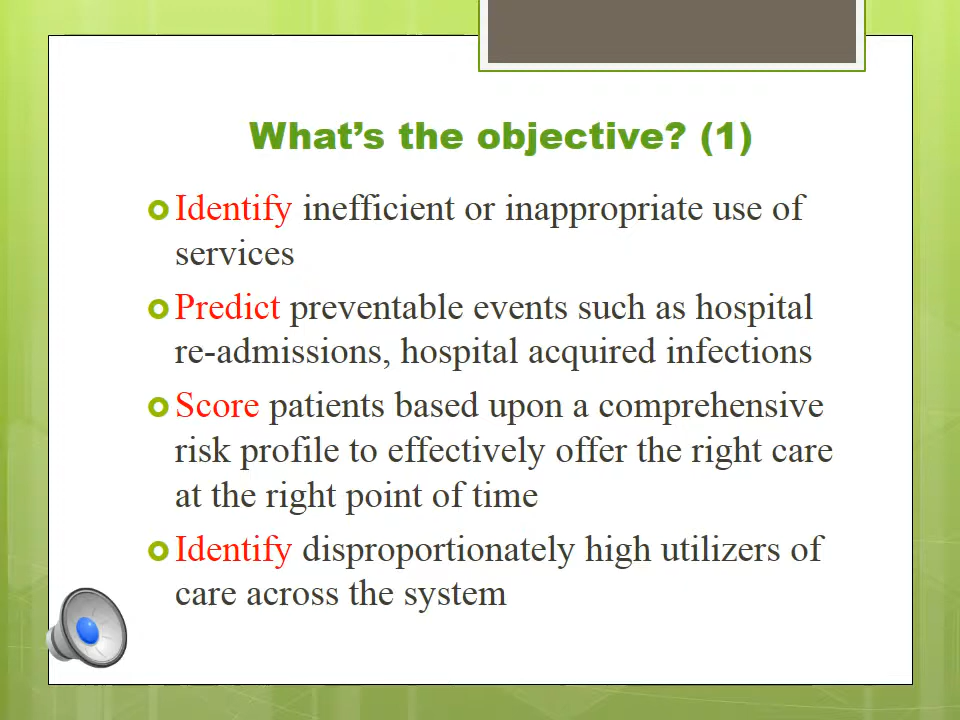 What’s the objective? (1)
Identify inefficient or inappropriate use of
services
Predict preventable events such as hospital
re-admissions, hospital acquired infections
Score patients based upon a comprehensive
risk profile to effectively offer the right care
at the right point of time
Identify disproportionately high utilizers of
care across the system